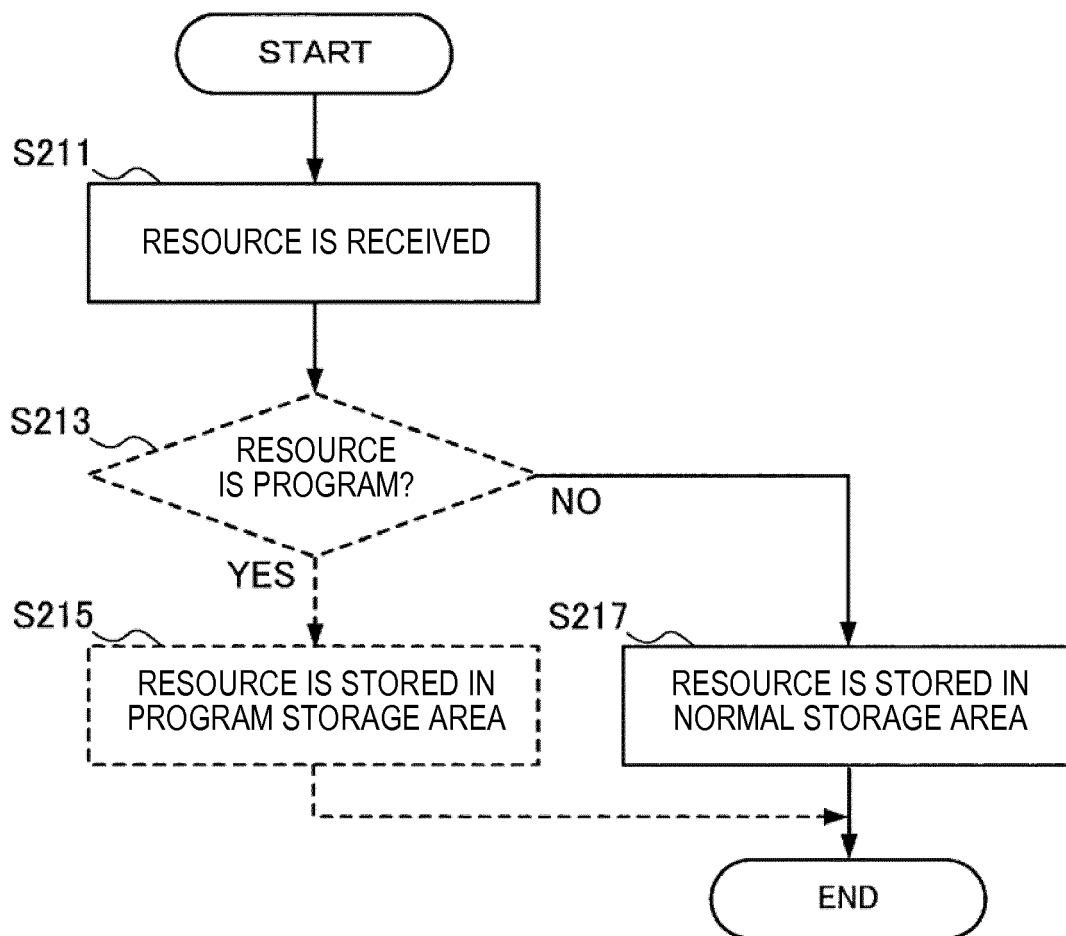 START
S211
RESOURCE IS RECEIVED
S213
RESOURCE
IS PROGRAM?
NO
YES
S215
RESOURCE IS STORED IN
PROGRAM STORAGE AREA
S217
RESOURCE IS STORED IN
NORMAL STORAGE AREA
END